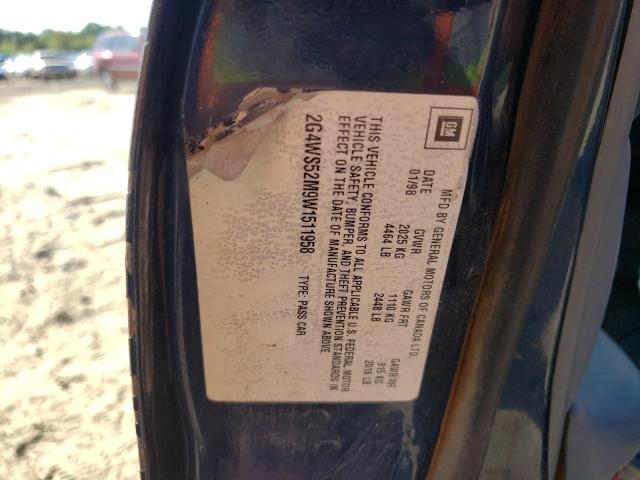 GM
MFD BY GENERAL MOTORS OF CANADA LTD.
DATE GVWR GAWR FRT GAWR RR
01/98 2025 KG 1110 KG 915 KG
4464 LB 2448 LB 2016 LB
THIS VEHICLE CONFORMS TO ALL APPLICABLE U.S. FEDERAL MOTOR
VEHICLE SAFETY, BUMPER, AND THEFT PREVENTION STANDARDS IN
EFFECT ON THE DATE OF MANUFACTURE SHOWN ABOVE.
2G4WS52M9W1511958 TYPE: PASS CAR